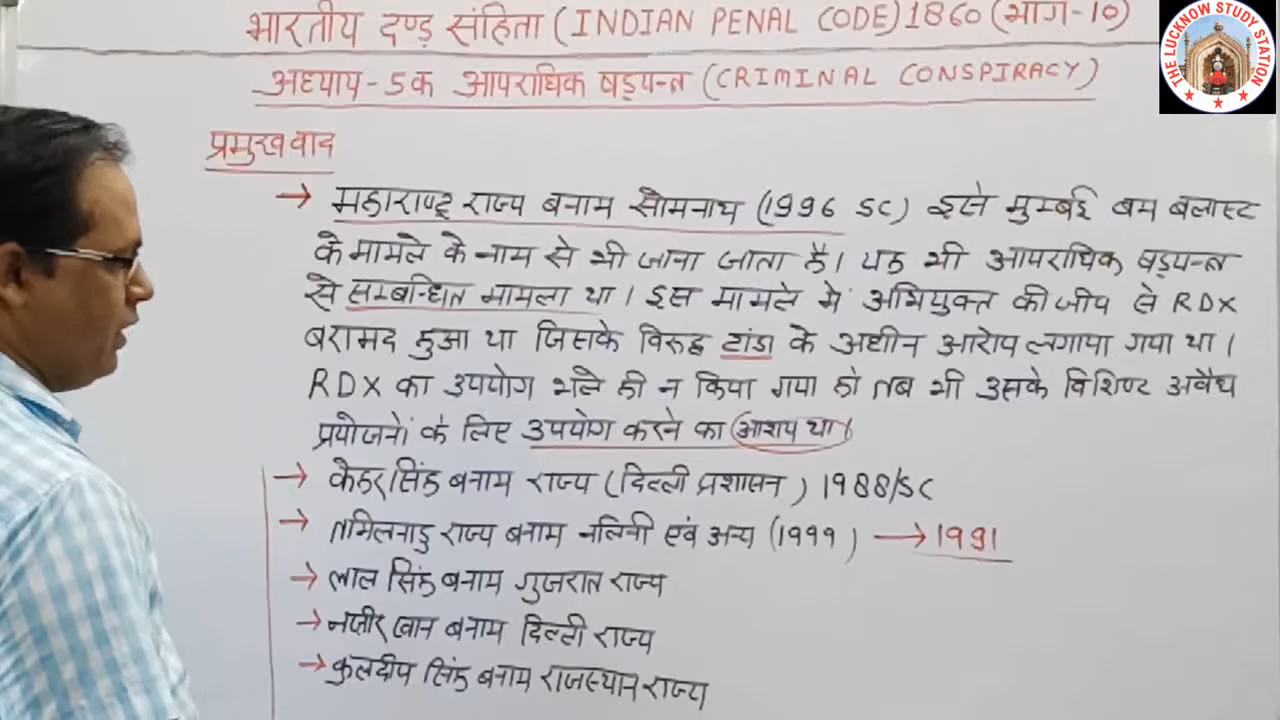 भारतीय दण्ड़ संहिता (INDIAN PENAL CODE) 1860 (भाग-10)
THE LUCKNOW STUDY STATION
अध्याय-5क आपराधिक षड्यन्त्र (CRIMINAL CONSPIRACY)
प्रमुख वाद
→ महाराष्ट्र राज्य बनाम सोमनाथ (1996 SC) इसे मुम्बई बम बलास्ट
के मामले के नाम से भी जाना जाता है। यह भी आपराधिक षड्यन्त्र
से सम्बन्धित मामला था। इस मामले में अभियुक्त की जीप से RDX
बरामद हुआ था जिसके विरुद्ध टांडा के अधीन आरोप लगाया गया था।
RDX का उपयोग भले ही न किया गया हो तब भी उसके विशिष्ट अवैध
प्रयोजनों के लिए उपयोग करने का आशय था।
→ केहर सिंह बनाम राज्य (दिल्ली प्रशासन) 1988/SC
→ तमिलनाडु राज्य बनाम नलिनी एवं अन्य (1999) → 1991
→ लाल सिंह बनाम गुजरात राज्य
→ नजीर खान बनाम दिल्ली राज्य
→ कुलदीप सिंह बनाम राजस्थान राज्य